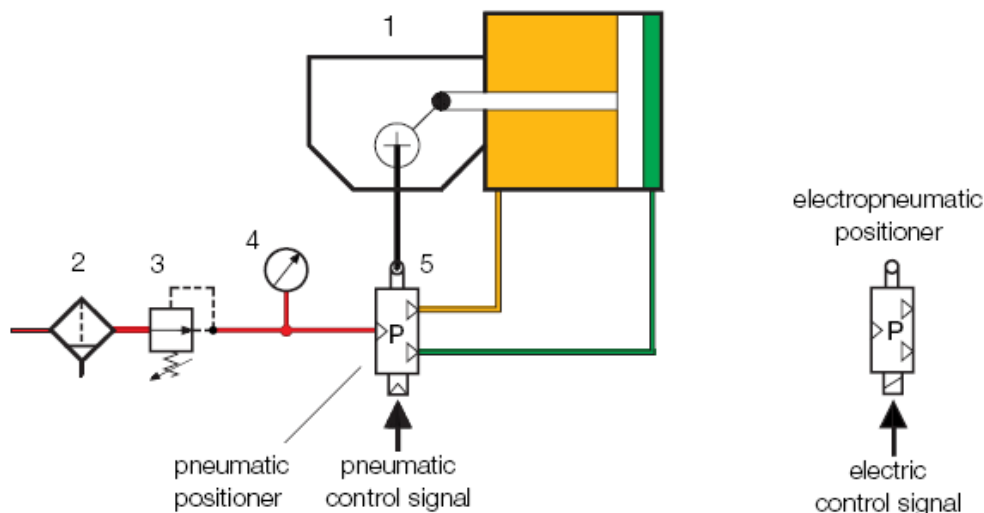 1
electropneumatic
positioner
2
3
4
5
P
P
pneumatic
positioner
pneumatic
control signal
electric
control signal